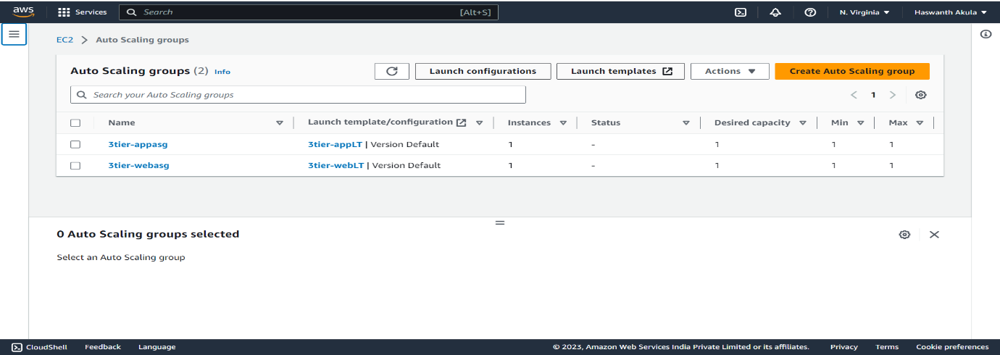 aws Services Search [Alt+S] N. Virginia Haswanth Akula
EC2 Auto Scaling groups
Auto Scaling groups (2) Info Launch configurations Launch templates Actions Create Auto Scaling group
Search your Auto Scaling groups 1
Name Launch template/configuration Instances Status Desired capacity Min Max
3tier-appasg 3tier-appLT | Version Default 1 - 1 1 1
3tier-webasg 3tier-webLT | Version Default 1 - 1 1 1
0 Auto Scaling groups selected
Select an Auto Scaling group
CloudShell Feedback Language © 2023, Amazon Web Services India Private Limited or its affiliates. Privacy Terms Cookie preferences